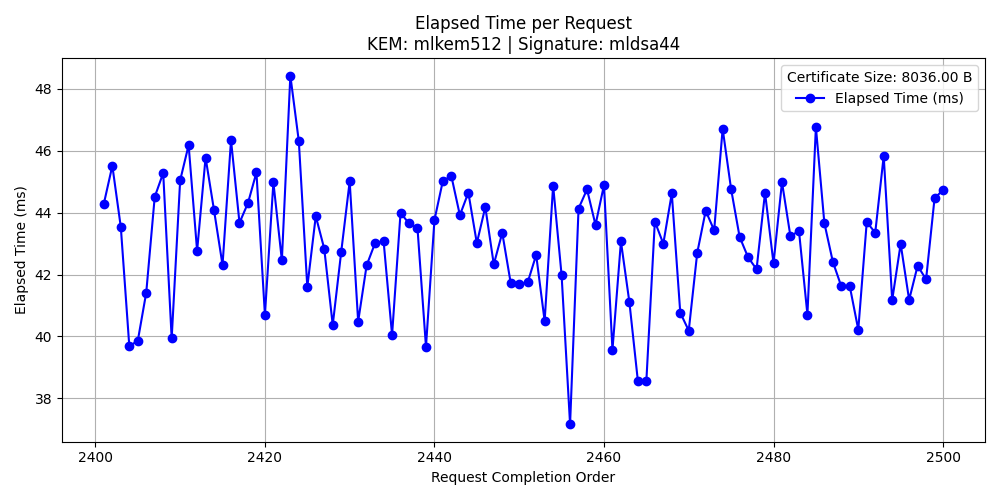 Elapsed Time per Request
KEM: mlkem512 | Signature: mldsa44
Certificate Size: 8036.00 B
Elapsed Time (ms)
Elapsed Time (ms)
48
46
44
42
40
38
2400
2420
2440
2460
2480
2500
Request Completion Order